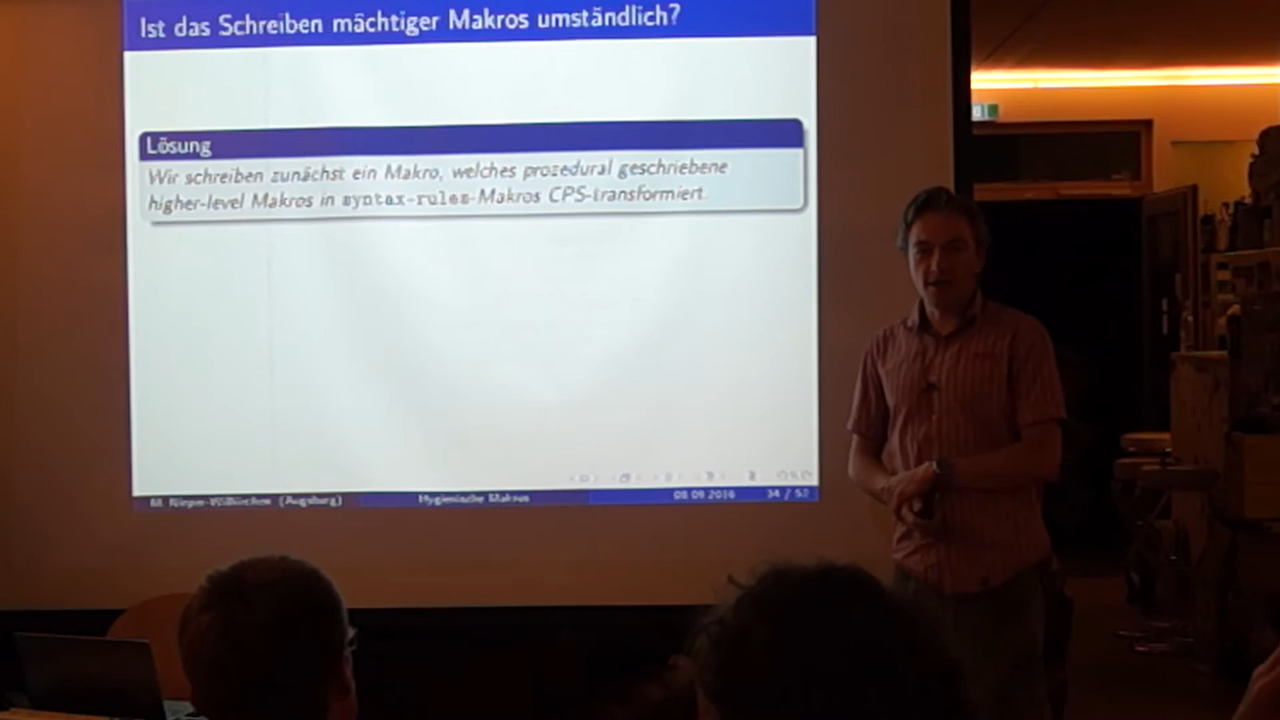 Ist das Schreiben mächtiger Makros umständlich?
Lösung
Wir schreiben zunächst ein Makro, welches prozedural geschriebene
higher-level Makros in syntax-rules-Makros CPS-transformiert.
M. (Augsburg) Hygienische Makros 08.09.2016 34 / 52